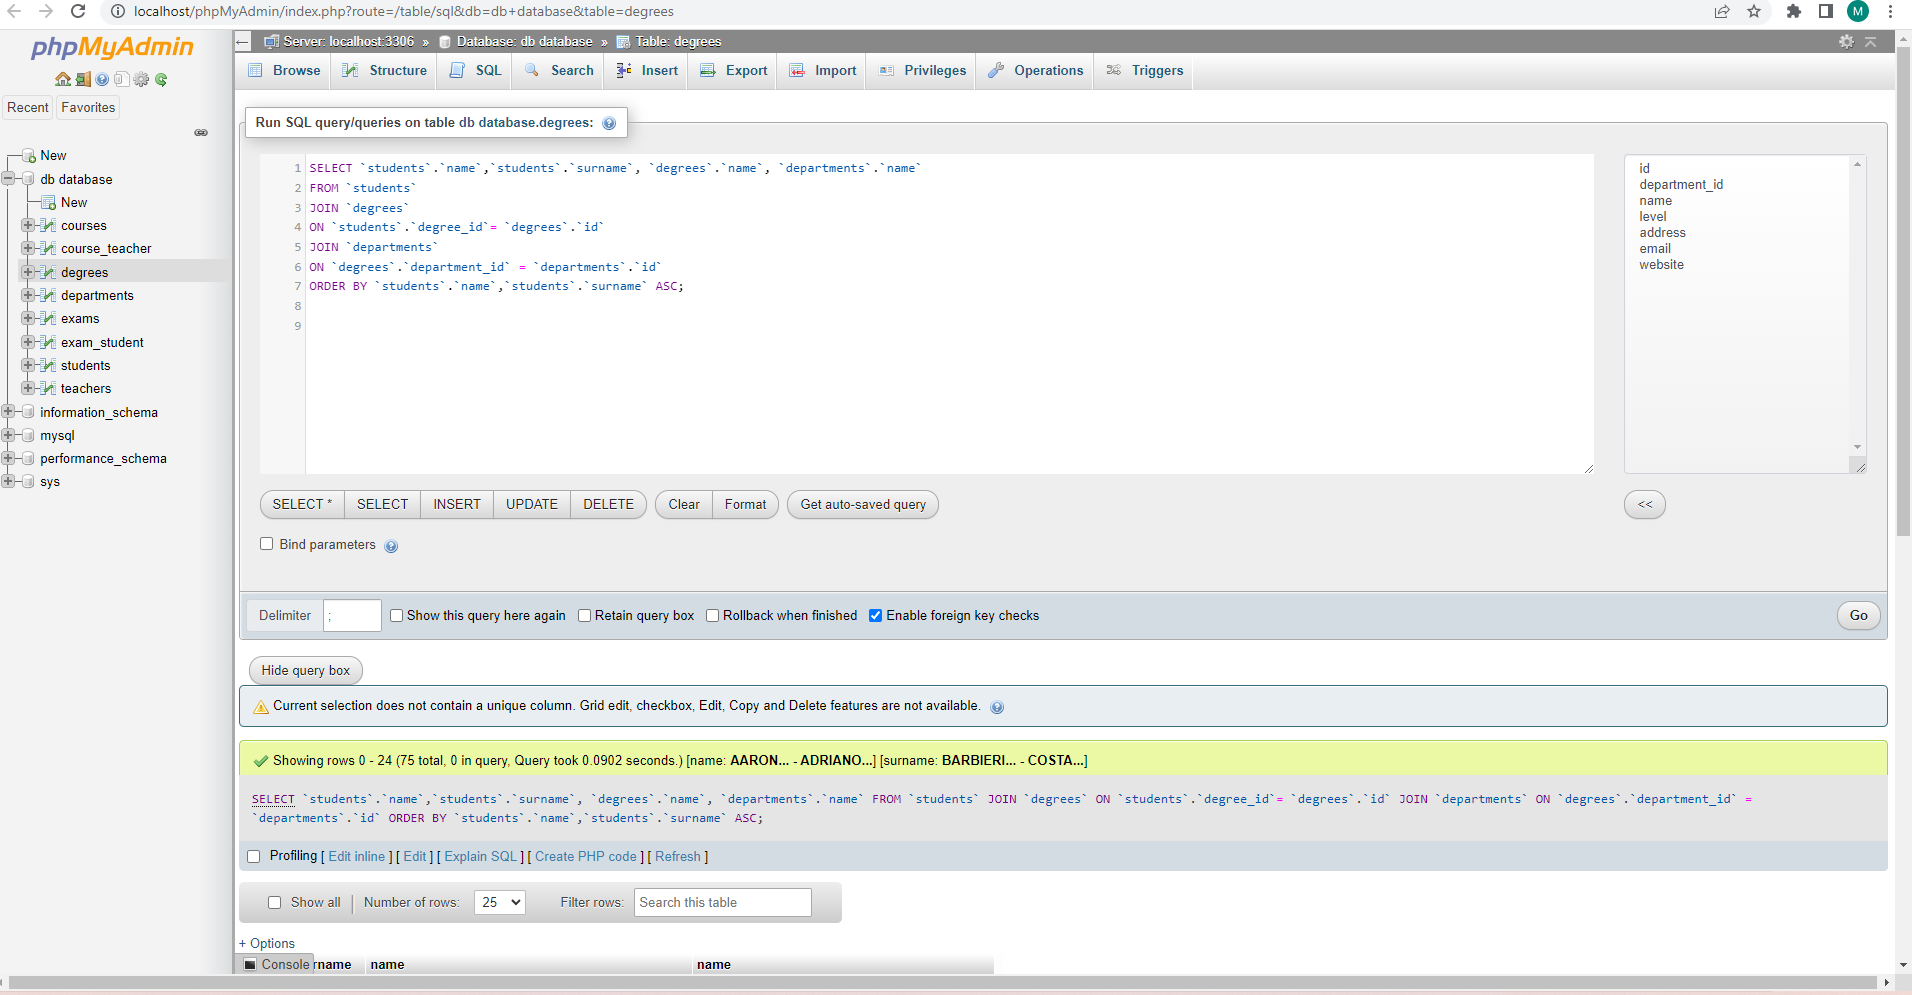 localhost/phpMyAdmin/index.php?route=/table/sql&db=db+database&table=degrees
M
phpMyAdmin
Recent
Favorites
New
db database
New
courses
course_teacher
degrees
departments
exams
exam_student
students
teachers
information_schema
mysql
performance_schema
sys
Server: localhost:3306 » Database: db database » Table: degrees
Browse
Structure
SQL
Search
Insert
Export
Import
Privileges
Operations
Triggers
Run SQL query/queries on table db database.degrees:
1 SELECT `students`.`name`,`students`.`surname`, `degrees`.`name`, `departments`.`name`
2 FROM `students`
3 JOIN `degrees`
4 ON `students`.`degree_id`= `degrees`.`id`
5 JOIN `departments`
6 ON `degrees`.`department_id` = `departments`.`id`
7 ORDER BY `students`.`name`,`students`.`surname` ASC;
8
9
id
department_id
name
level
address
email
website
SELECT *
SELECT
INSERT
UPDATE
DELETE
Clear
Format
Get auto-saved query
<<
Bind parameters
Delimiter
;
Show this query here again
Retain query box
Rollback when finished
Enable foreign key checks
Go
Hide query box
Current selection does not contain a unique column. Grid edit, checkbox, Edit, Copy and Delete features are not available.
Showing rows 0 - 24 (75 total, 0 in query, Query took 0.0902 seconds.) [name: AARON... - ADRIANO...] [surname: BARBIERI... - COSTA...]
SELECT `students`.`name`,`students`.`surname`, `degrees`.`name`, `departments`.`name` FROM `students` JOIN `degrees` ON `students`.`degree_id`= `degrees`.`id` JOIN `departments` ON `degrees`.`department_id` =
`departments`.`id` ORDER BY `students`.`name`,`students`.`surname` ASC;
Profiling [ Edit inline ] [ Edit ] [ Explain SQL ] [ Create PHP code ] [ Refresh ]
Show all
Number of rows:
25
Filter rows:
Search this table
+ Options
Console
rname
name
name